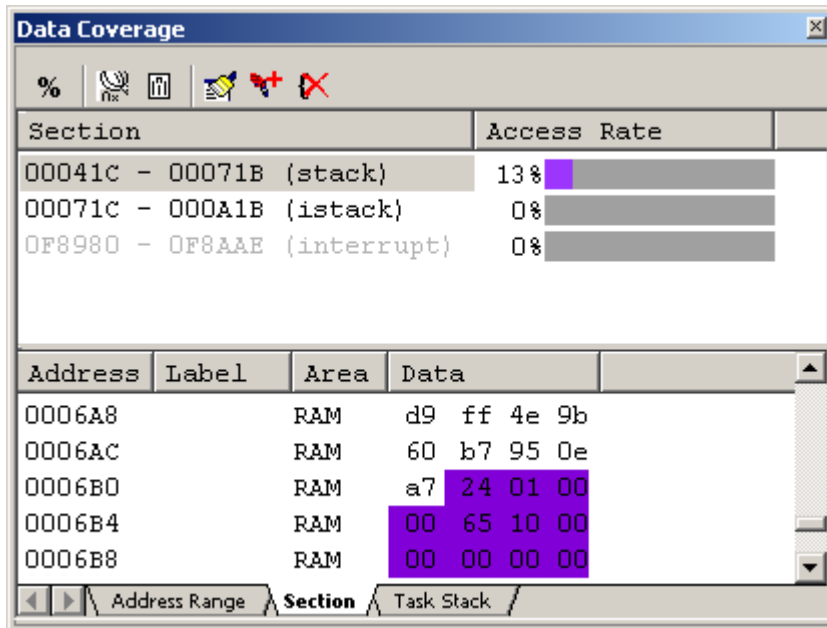 Data Coverage
%
Section Access Rate
00041C - 00071B (stack) 13%
00071C - 000A1B (istack) 0%
0F8980 - 0F8AAE (interrupt) 0%
Address Label Area Data
0006A8 RAM d9 ff 4e 9b
0006AC RAM 60 b7 95 0e
0006B0 RAM a7 24 01 00
0006B4 RAM 00 65 10 00
0006B8 RAM 00 00 00 00
Address Range Section Task Stack